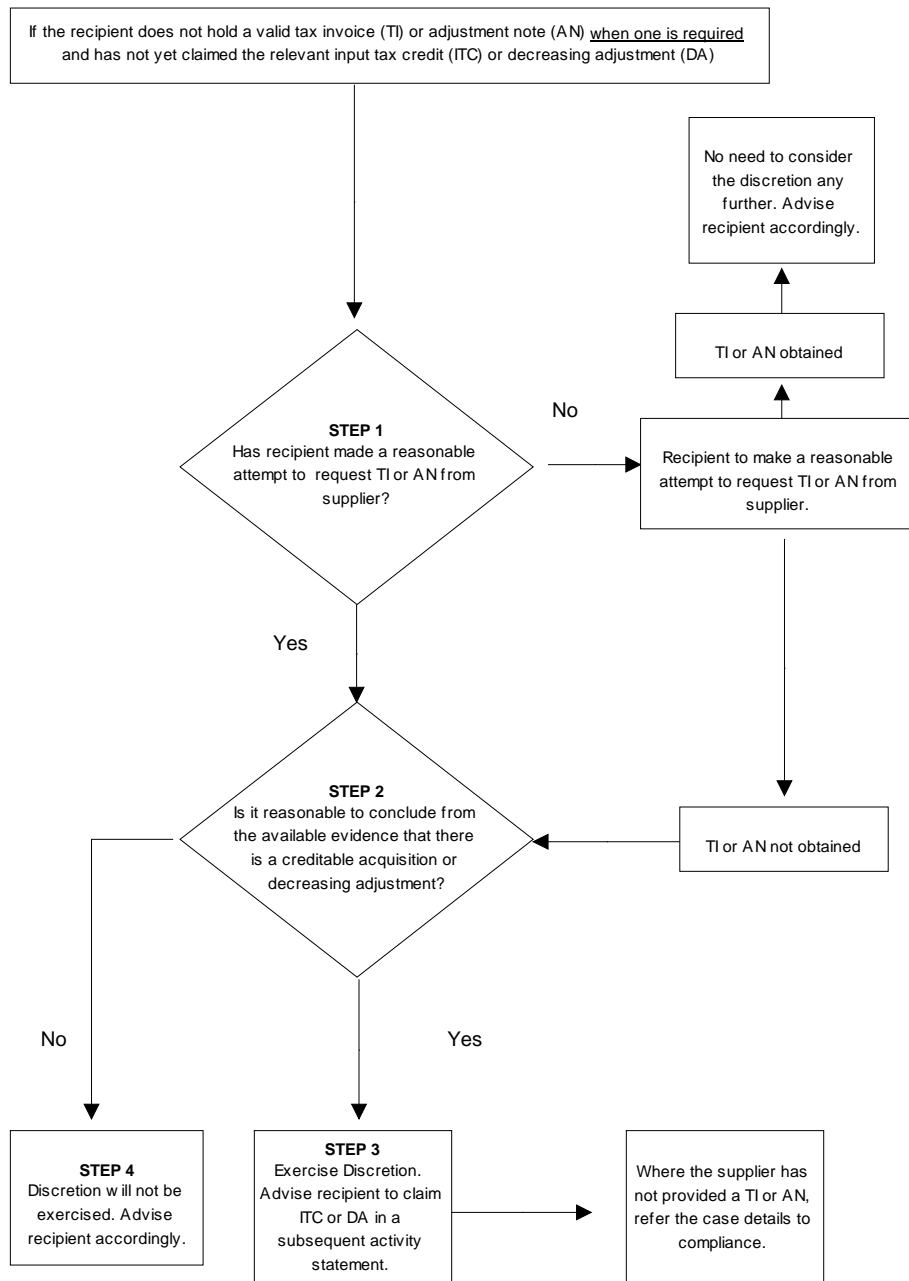 If the recipient does not hold a valid tax invoice (TI) or adjustment note (AN) when one is required
and has not yet claimed the relevant input tax credit (ITC) or decreasing adjustment (DA)
No need to consider
the discretion any
further. Advise
recipient accordingly.
TI or AN obtained
No
STEP 1
Has recipient made a reasonable
attempt to request TI or AN from
supplier?
Recipient to make a reasonable
attempt to request TI or AN from
supplier.
Yes
STEP 2
Is it reasonable to conclude from
the available evidence that there
is a creditable acquisition or
decreasing adjustment?
TI or AN not obtained
No
Yes
STEP 4
Discretion will not be
exercised. Advise
recipient accordingly.
STEP 3
Exercise Discretion.
Advise recipient to claim
ITC or DA in a
subsequent activity
statement.
Where the supplier has
not provided a TI or AN,
refer the case details to
compliance.